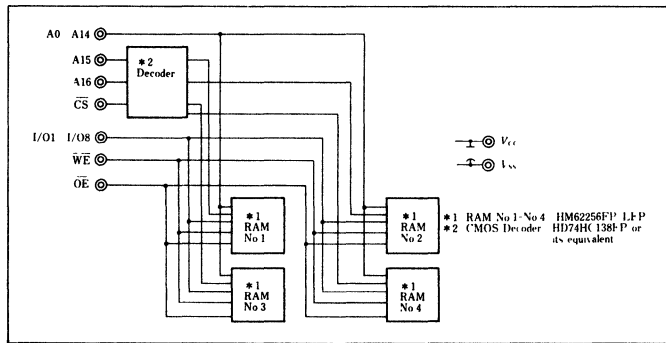 A0 A14
A15
A16
CS
I/O1 I/O8
WE
OE
*2
Decoder
*1
RAM
No 1
*1
RAM
No 2
*1
RAM
No 3
*1
RAM
No 4
Vcc
Vss
*1 RAM No 1-No 4 HM62256FP LFP
*2 CMOS Decoder HD74HC138FP or
its equivalent